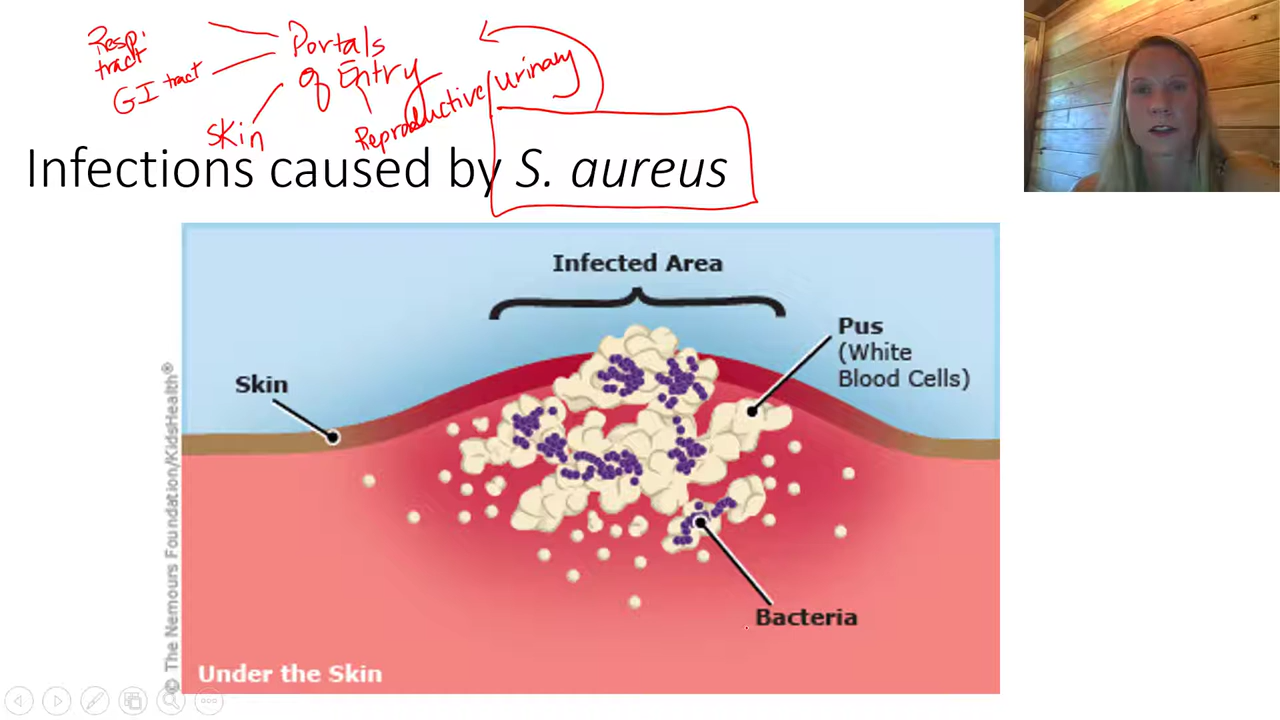 Resp.
tract
GI tract
Skin
Portals
of Entry
Reproductive/Urinary
Infections caused by S. aureus
Infected Area
Pus
(White
Blood Cells)
Skin
Bacteria
Under the Skin
© The Nemours Foundation/KidsHealth®